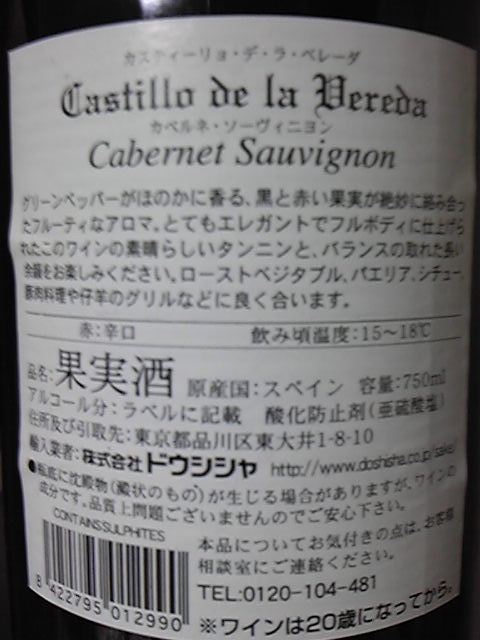 カスティーリョ・デ・ラ・ベレーダ
Castillo de la Vereda
カベルネ・ソーヴィニヨン
Cabernet Sauvignon
グリーンペッパーがほのかに香る、黒と赤い果実が絶妙に絡み合っ
たフルーティなアロマ。とてもエレガントでフルボディに仕上げら
れたこのワインの素晴らしいタンニンと、バランスの取れた長い
余韻をお楽しみください。ローストベジタブル、パエリア、シチュー、
豚肉料理や仔羊のグリルなどに良く合います。
赤:辛口 飲み頃温度:15～18℃
品名:果実酒 原産国:スペイン 容量:750ml
アルコール分:ラベルに記載 酸化防止剤(亜硫酸塩)
住所及び引取先:東京都品川区東大井1-8-10
輸入業者:株式会社ドウシシャ http://www.doshisha.co.jp/sake/
●瓶底に沈殿物(澱状のもの)が生じる場合がありますが、ワインの
成分です。品質上問題ございませんのでご安心下さい。
CONTAINS SULPHITES
本品についてお気付きの点は、お客様
相談室にご連絡ください。
TEL:0120-104-481
8 422795 012990
※ワインは20歳になってから。